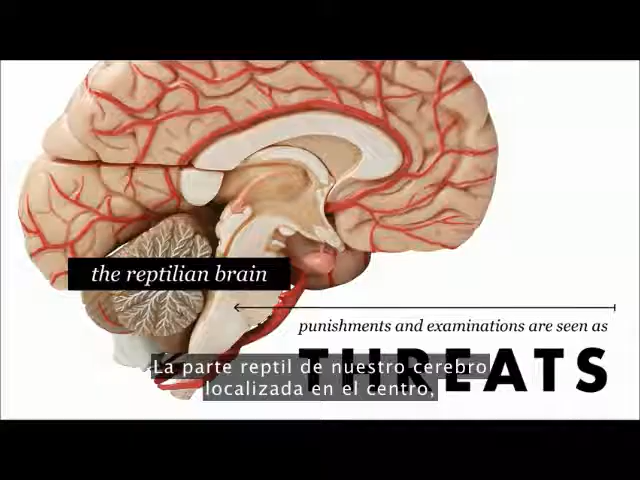 the reptilian brain
punishments and examinations are seen as
THREATS
La parte reptil de nuestro cerebro
localizada en el centro,